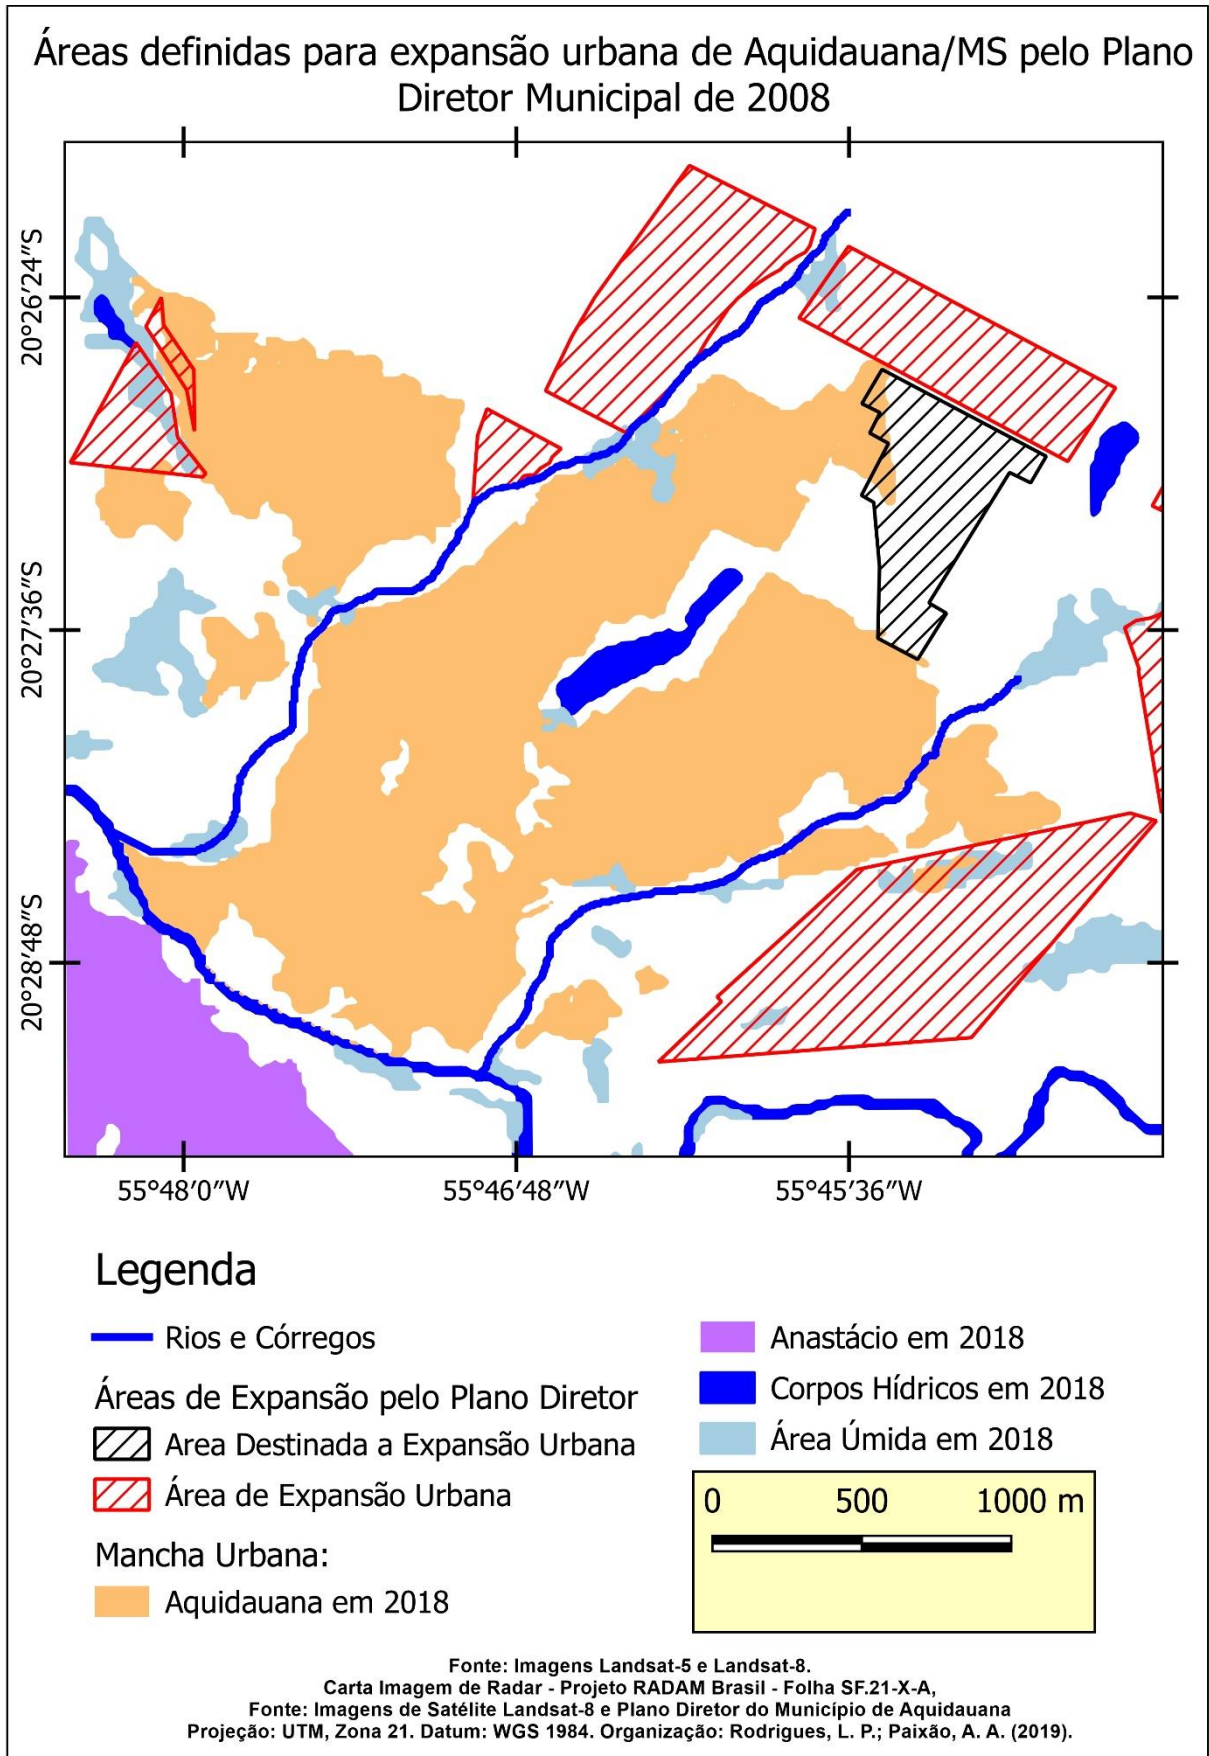 Áreas definidas para expansão urbana de Aquidauana/MS pelo Plano
Diretor Municipal de 2008
20°26′24″S
20°27′36″S
20°28′48″S
55°48′0″W
55°46′48″W
55°45′36″W
Legenda
Rios e Córregos
Áreas de Expansão pelo Plano Diretor
Area Destinada a Expansão Urbana
Área de Expansão Urbana
Mancha Urbana:
Aquidauana em 2018
Anastácio em 2018
Corpos Hídricos em 2018
Área Úmida em 2018
0 500 1000 m
Fonte: Imagens Landsat-5 e Landsat-8.
Carta Imagem de Radar - Projeto RADAM Brasil - Folha SF.21-X-A,
Fonte: Imagens de Satélite Landsat-8 e Plano Diretor do Município de Aquidauana
Projeção: UTM, Zona 21. Datum: WGS 1984. Organização: Rodrigues, L. P.; Paixão, A. A. (2019).